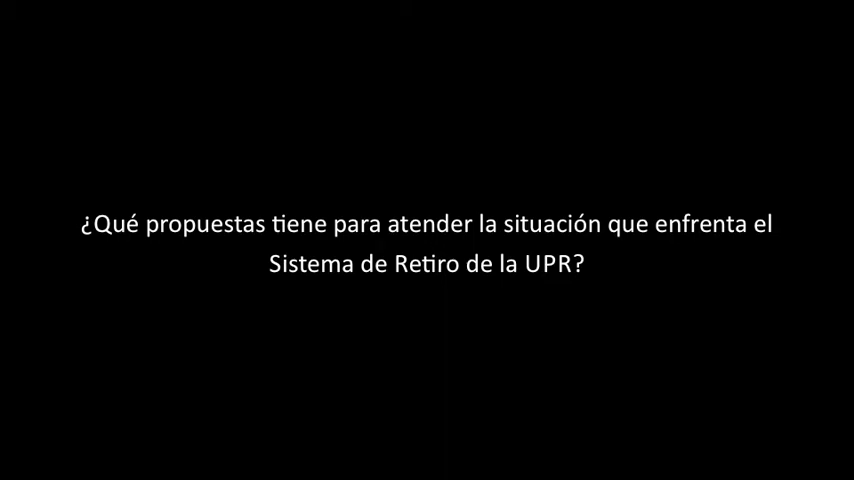 ¿Qué propuestas tiene para atender la situación que enfrenta el
Sistema de Retiro de la UPR?